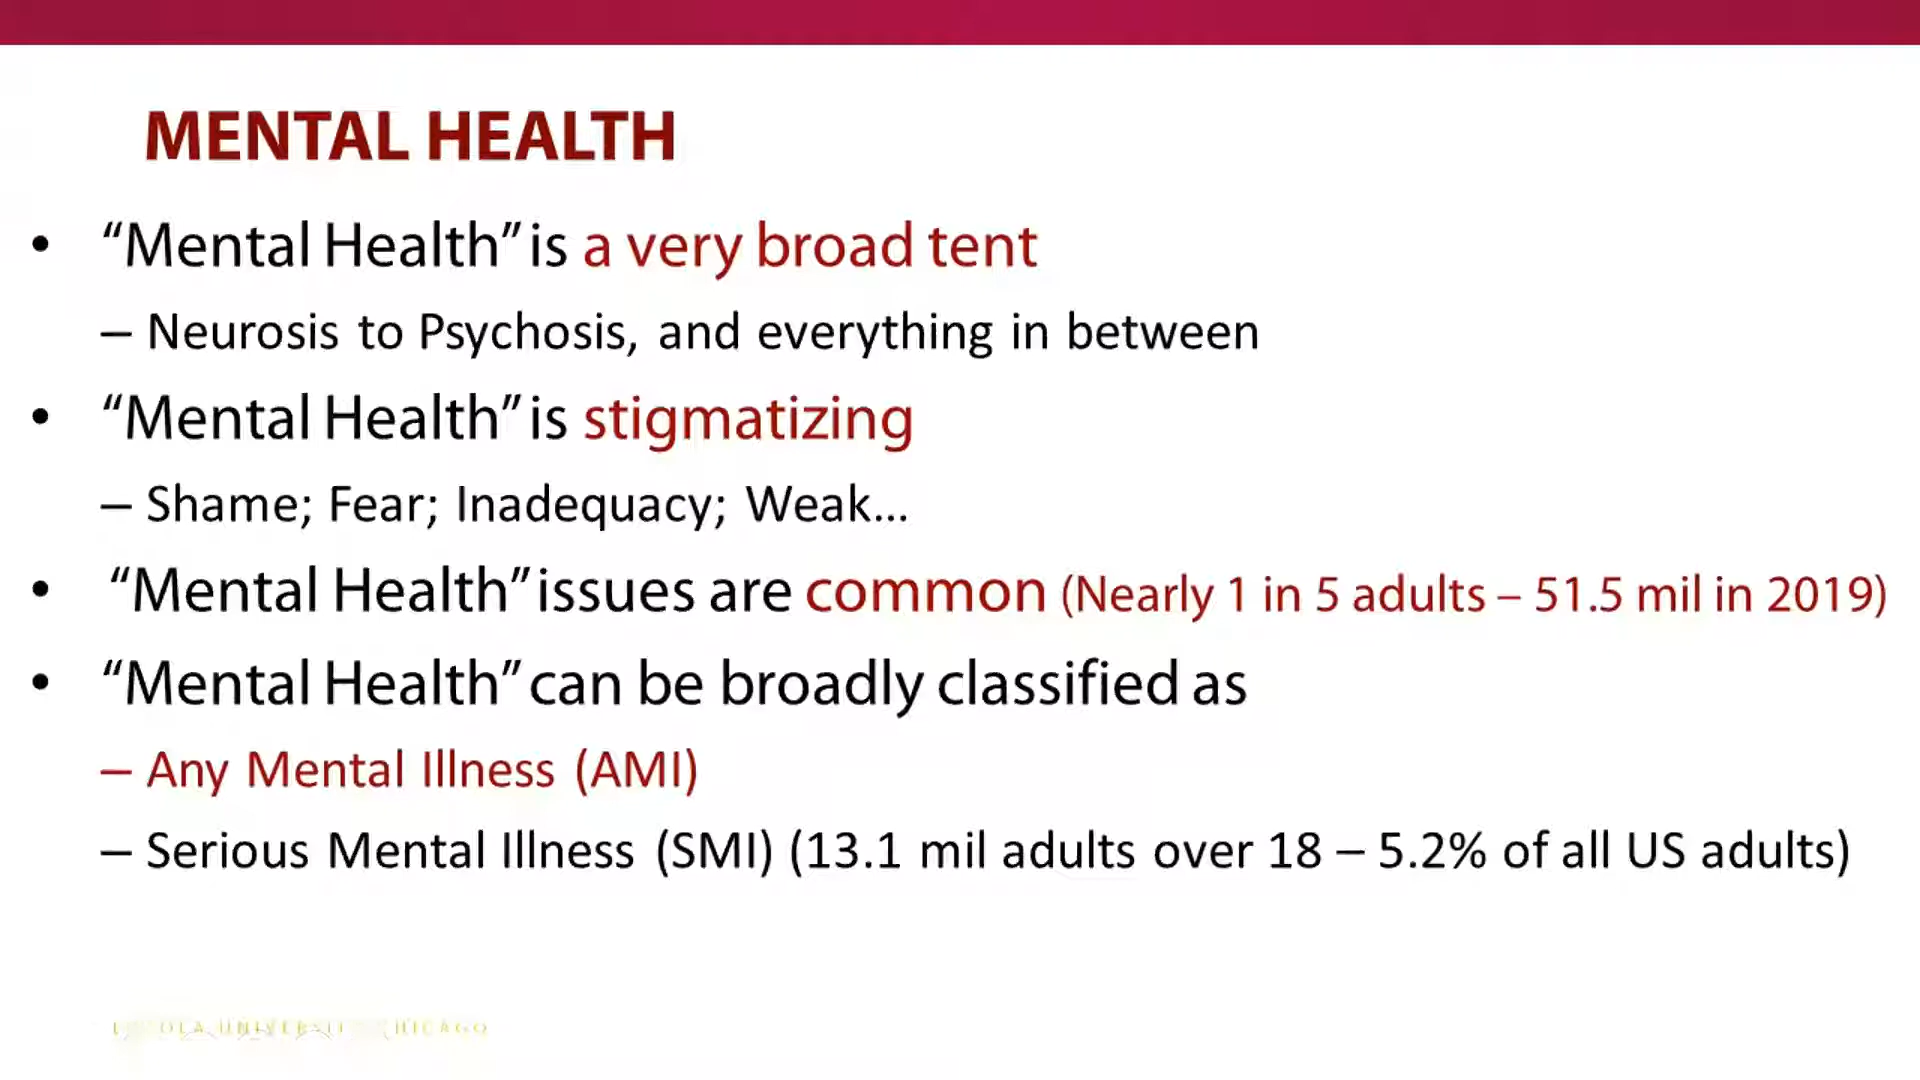 MENTAL HEALTH
• “Mental Health” is a very broad tent
– Neurosis to Psychosis, and everything in between
• “Mental Health” is stigmatizing
– Shame; Fear; Inadequacy; Weak...
• “Mental Health” issues are common (Nearly 1 in 5 adults – 51.5 mil in 2019)
• “Mental Health” can be broadly classified as
– Any Mental Illness (AMI)
– Serious Mental Illness (SMI) (13.1 mil adults over 18 – 5.2% of all US adults)
LOYOLA UNIVERSITY CHICAGO